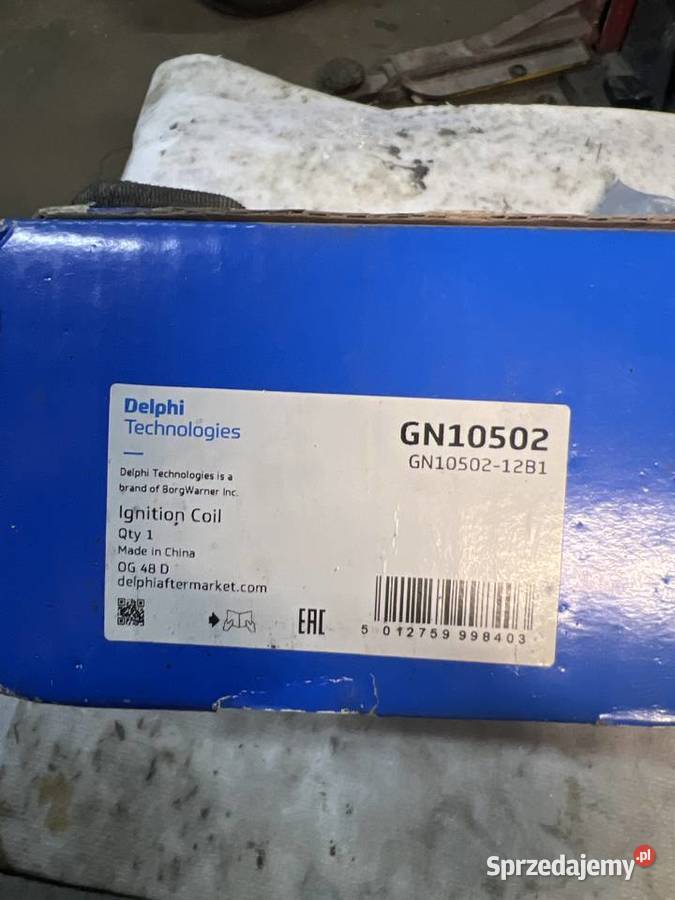 Delphi
Technologies
GN10502
GN10502-12B1
Delphi Technologies is a
brand of BorgWarner Inc.
Ignition Coil
Qty 1
Made in China
OG 48 D
delphiaftermarket.com
EAC
5 012759 998403
Sprzedajemy.pl